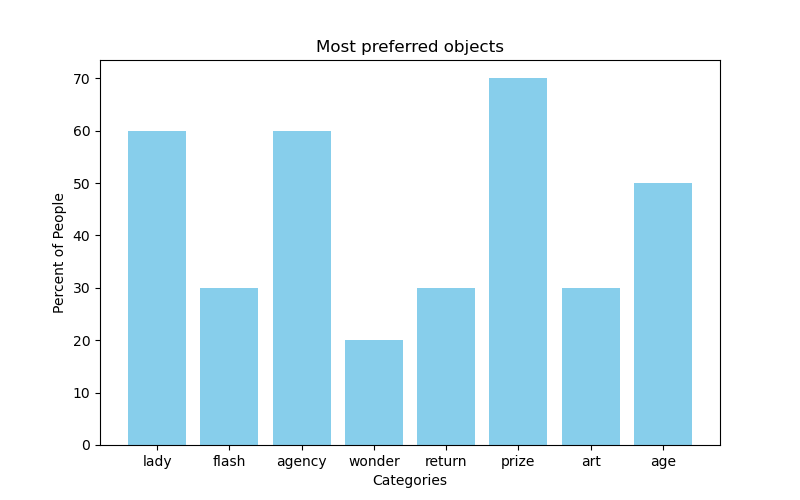 Most preferred objects
Percent of People
70
60
50
40
30
20
10
0
lady flash agency wonder return prize art age
Categories